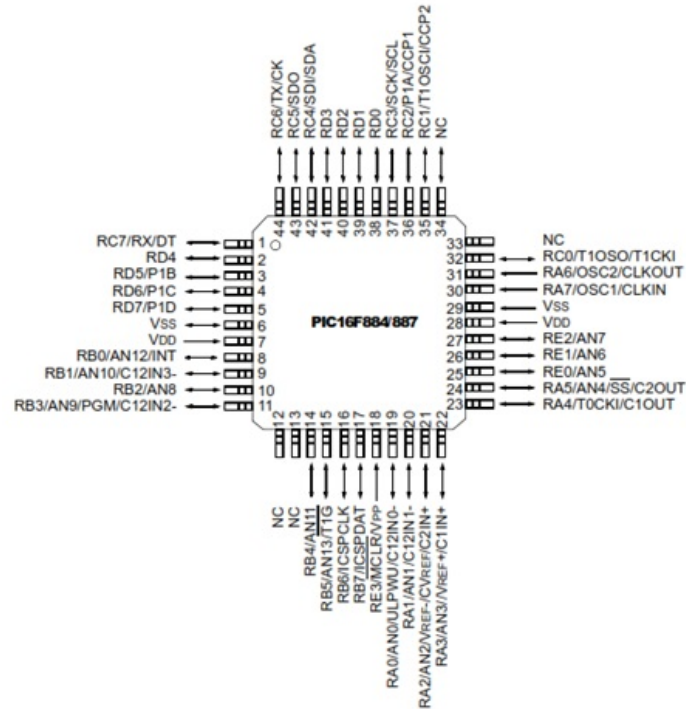 RC6/TX/CK
RC5/SDO
RC4/SDI/SDA
RD3
RD2
RD1
RD0
RC3/SCK/SCL
RC2/P1A/CCP1
RC1/T1OSCI/CCP2
NC
44
43
42
41
40
39
38
37
36
35
34
RC7/RX/DT
RD4
RD5/P1B
RD6/P1C
RD7/P1D
VSS
VDD
RB0/AN12/INT
RB1/AN10/C12IN3-
RB2/AN8
RB3/AN9/PGM/C12IN2-
1
2
3
4
5
6
7
8
9
10
11
PIC16F884/887
33
32
31
30
29
28
27
26
25
24
23
NC
RC0/T1OSO/T1CKI
RA6/OSC2/CLKOUT
RA7/OSC1/CLKIN
VSS
VDD
RE2/AN7
RE1/AN6
RE0/AN5
RA5/AN4/SS/C2OUT
RA4/T0CKI/C1OUT
12
13
14
15
16
17
18
19
20
21
22
NC
NC
RB4/AN11
RB5/AN13/T1G
RB6/ICSPCLK
RB7/ICSPDAT
RE3/MCLR/VPP
RA0/AN0/ULPWU/C12IN0-
RA1/AN1/C12IN1-
RA2/AN2/VREF-/CVREF/C2IN+
RA3/AN3/VREF+/C1IN+